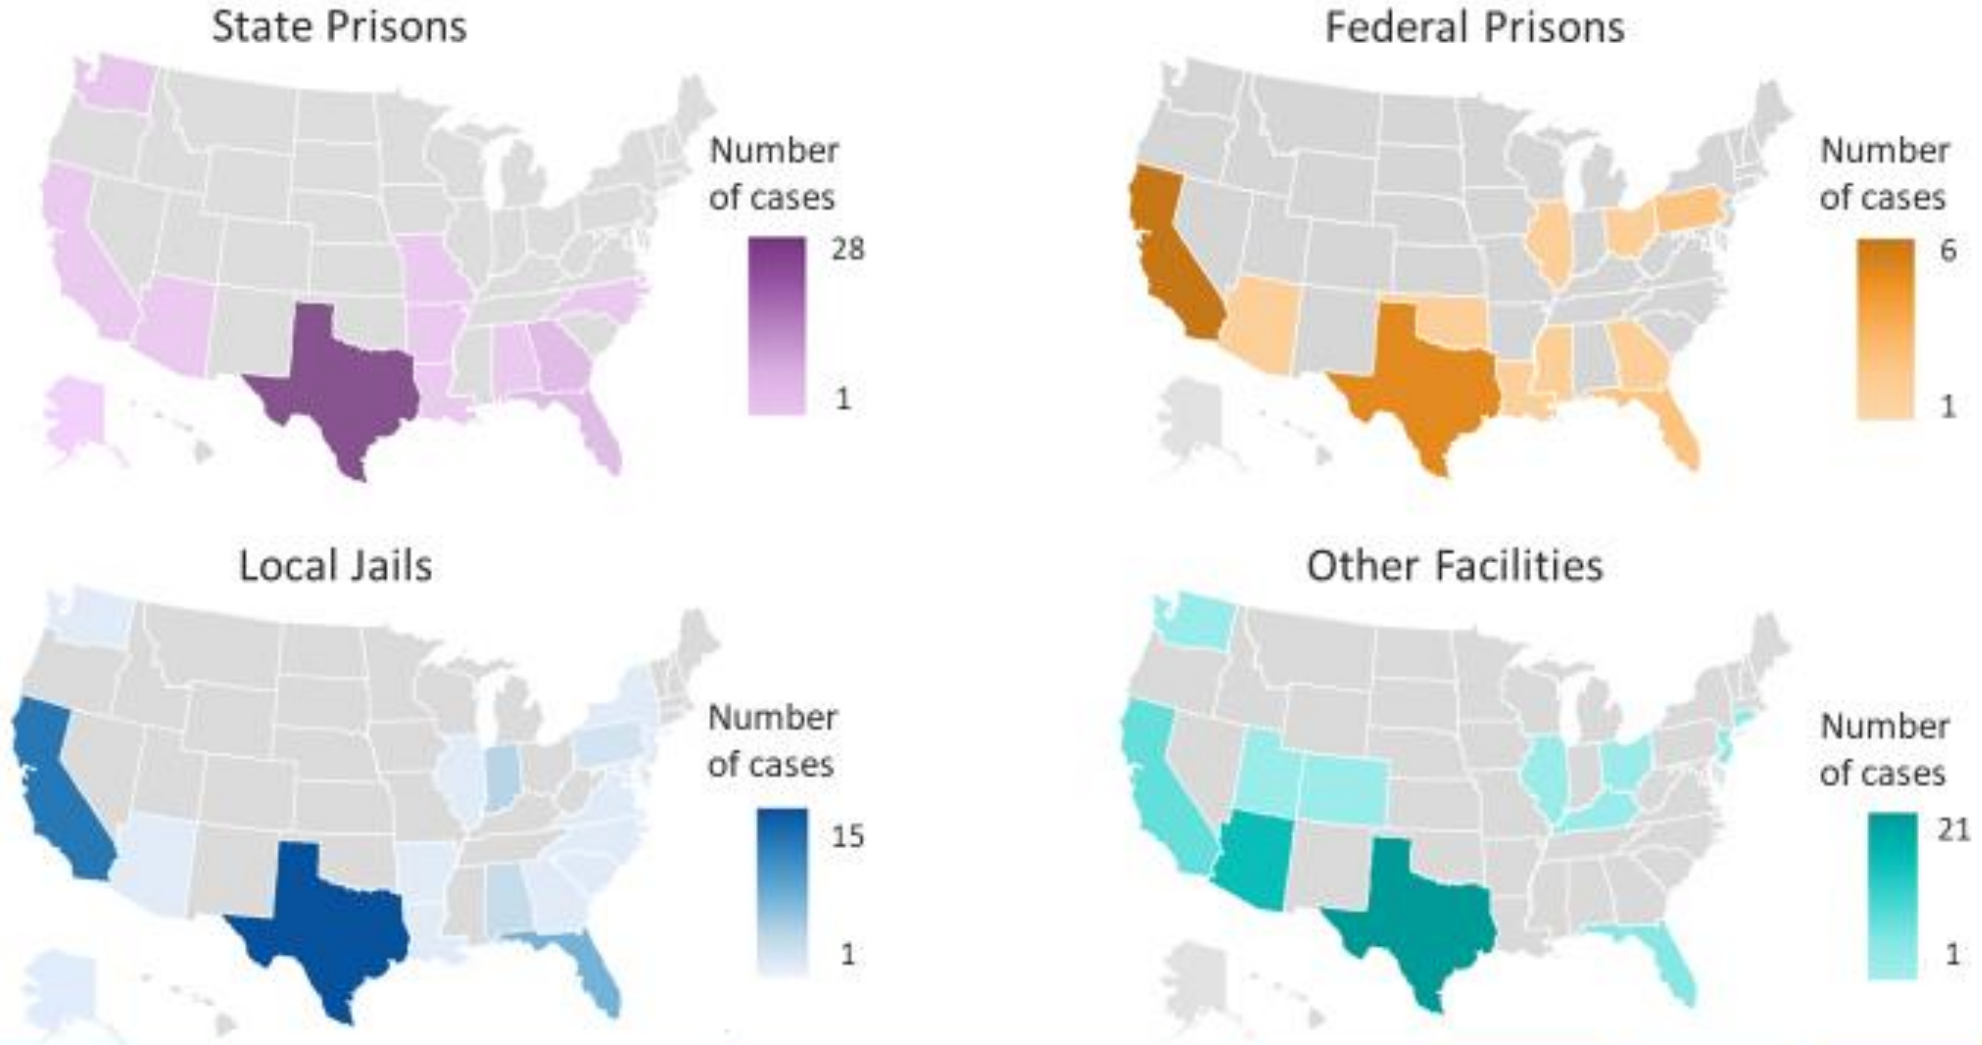 State Prisons
Number
of cases
28
1
Federal Prisons
Number
of cases
6
1
Local Jails
Number
of cases
15
1
Other Facilities
Number
of cases
21
1